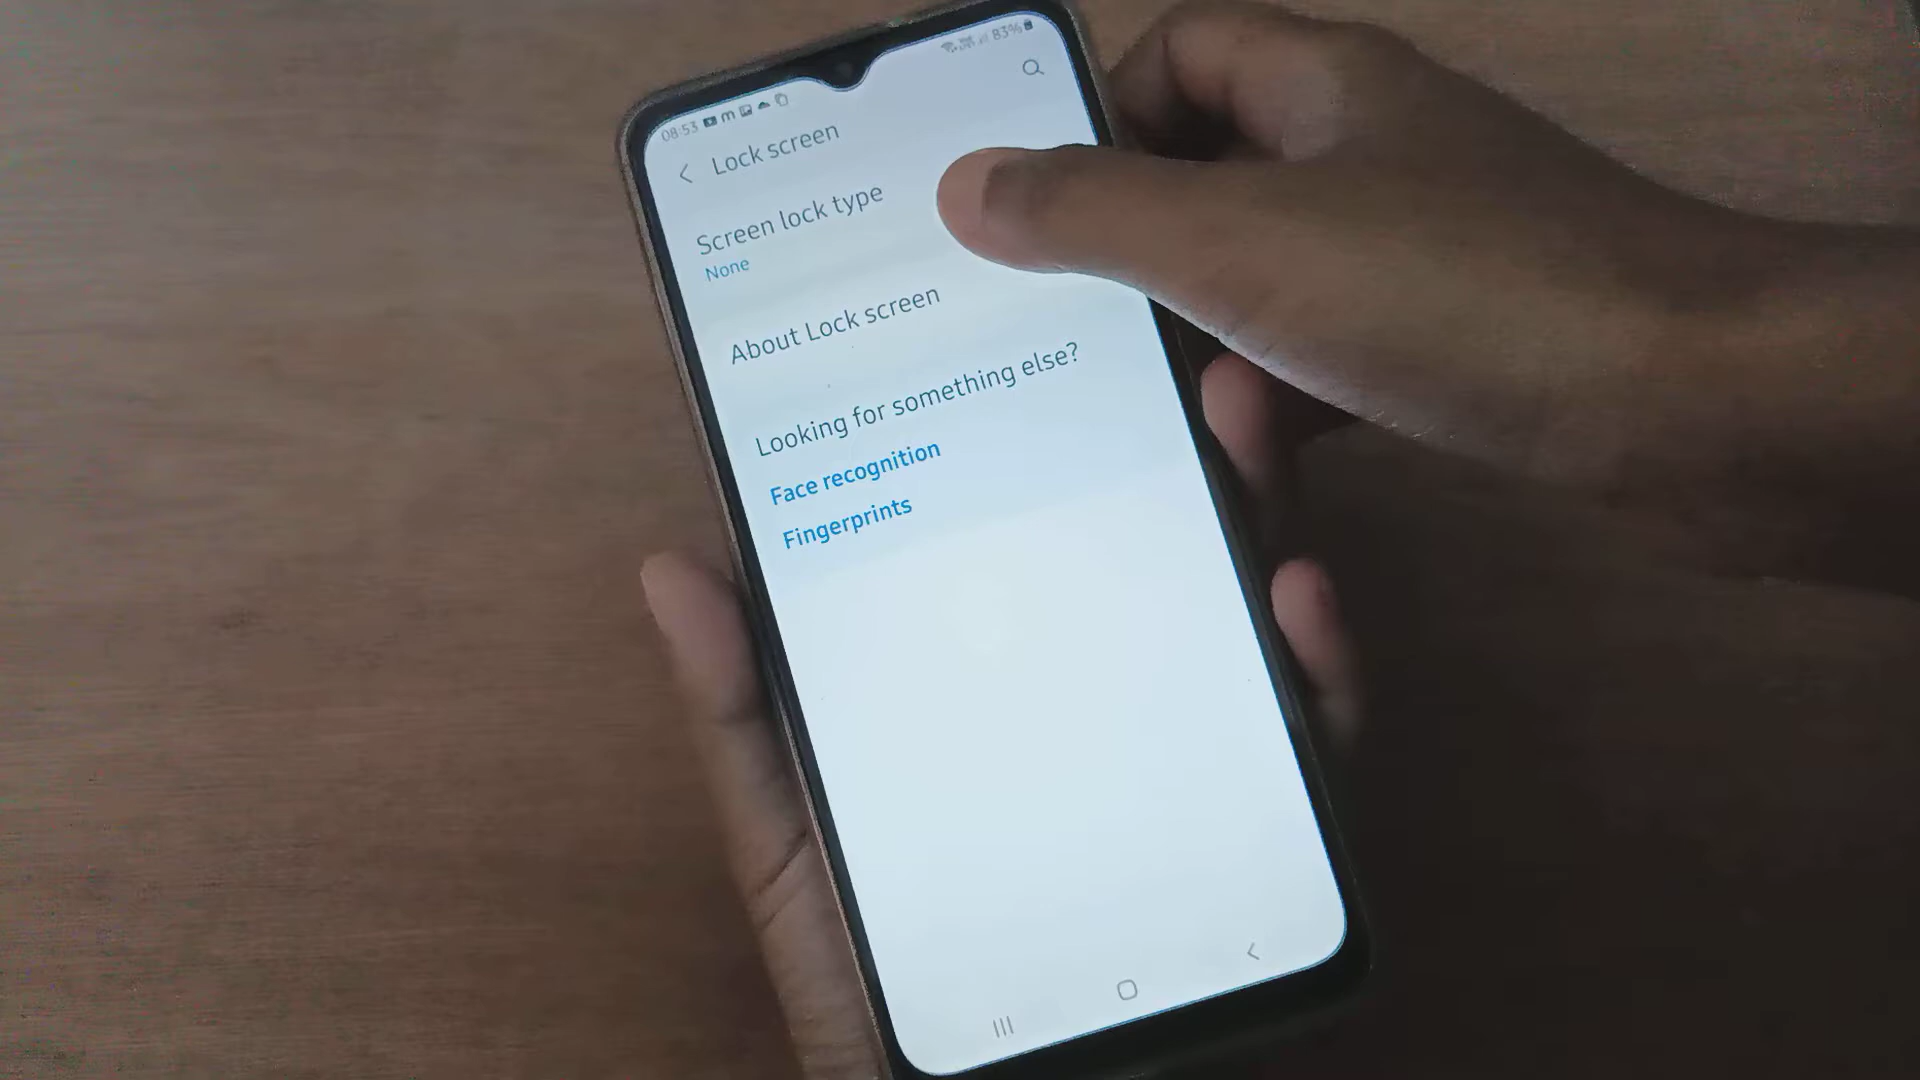 08:53 m 83%
Lock screen
Screen lock type
None
About Lock screen
Looking for something else?
Face recognition
Fingerprints